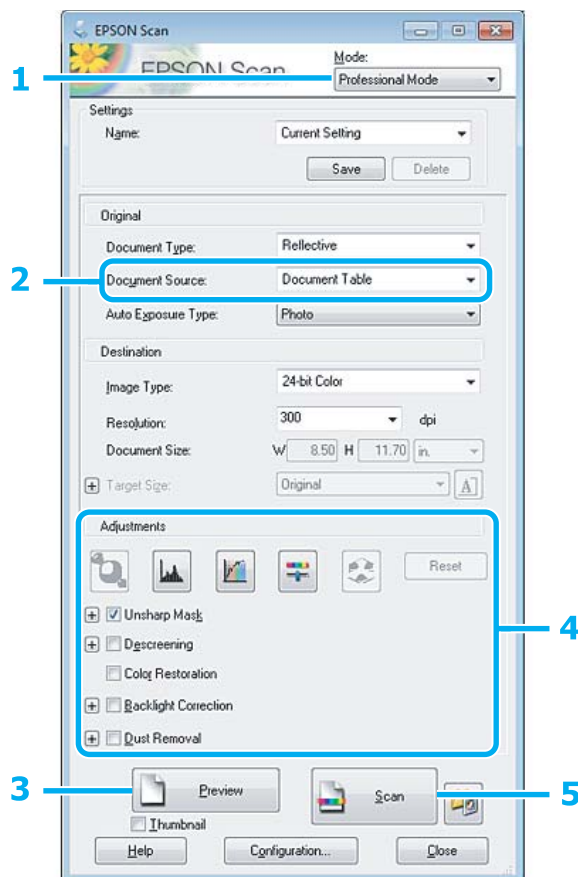 EPSON Scan
EPSON Scan
Mode:
1
Professional Mode
Settings
Name:
Current Setting
Save
Delete
Original
Document Type:
Reflective
2
Document Source:
Document Table
Auto Exposure Type:
Photo
Destination
Image Type:
24-bit Color
Resolution:
300
dpi
Document Size:
W 8.50 H 11.70 in.
Target Size:
Original
A
Adjustments
Reset
Unsharp Mask
4
Descreening
Color Restoration
Backlight Correction
Dust Removal
3
Preview
Scan
5
Thumbnail
Help
Configuration...
Close